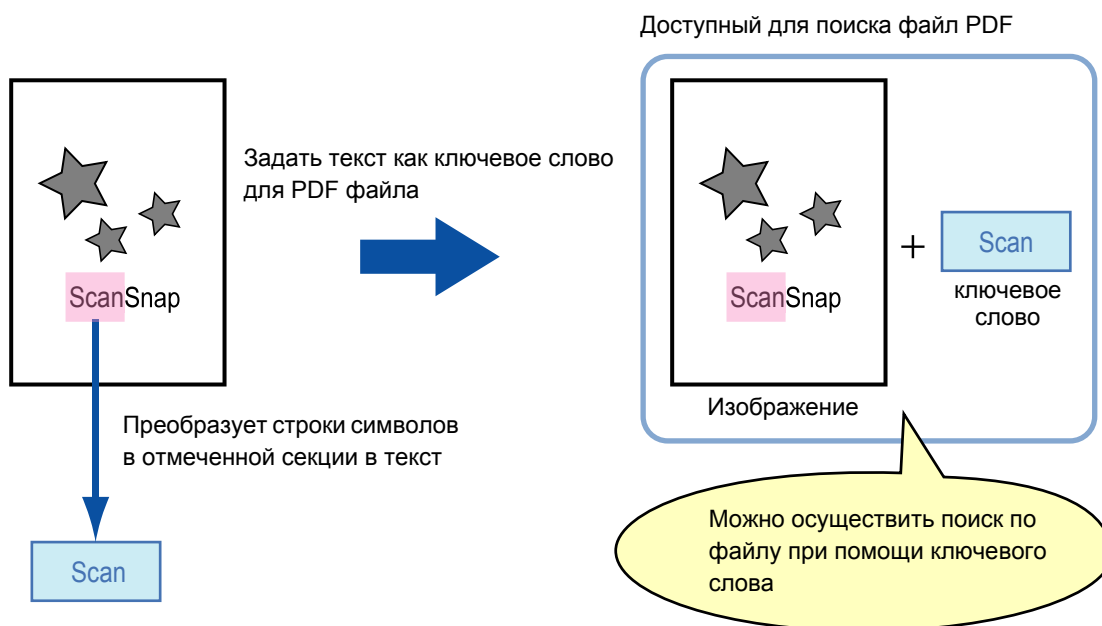 Доступный для поиска файл PDF
Задать текст как ключевое слово
для PDF файла
ScanSnap
Преобразует строки символов
в отмеченной секции в текст
Scan
ScanSnap
Изображение
+
Scan
ключевое
слово
Можно осуществить поиск по
файлу при помощи ключевого
слова